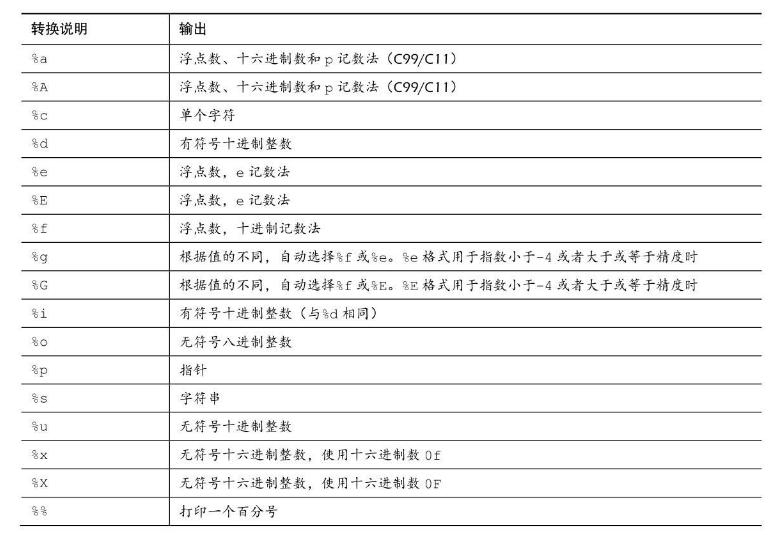 转换说明 输出
%a 浮点数、十六进制数和 p 记数法（C99/C11）
%A 浮点数、十六进制数和 p 记数法（C99/C11）
%c 单个字符
%d 有符号十进制整数
%e 浮点数，e 记数法
%E 浮点数，e 记数法
%f 浮点数，十进制记数法
%g 根据值的不同，自动选择%f 或%e。%e 格式用于指数小于-4 或者大于或等于精度时
%G 根据值的不同，自动选择%f 或%E。%E 格式用于指数小于-4 或者大于或等于精度时
%i 有符号十进制整数（与%d 相同）
%o 无符号八进制整数
%p 指针
%s 字符串
%u 无符号十进制整数
%x 无符号十六进制整数，使用十六进制数 0f
%X 无符号十六进制整数，使用十六进制数 0F
%% 打印一个百分号